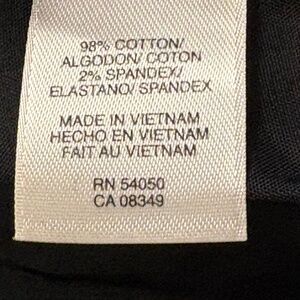 98% COTTON/
ALGODON/ COTON
2% SPANDEX/
ELASTANO/ SPANDEX
MADE IN VIETNAM
HECHO EN VIETNAM
FAIT AU VIETNAM
RN 54050
CA 08349